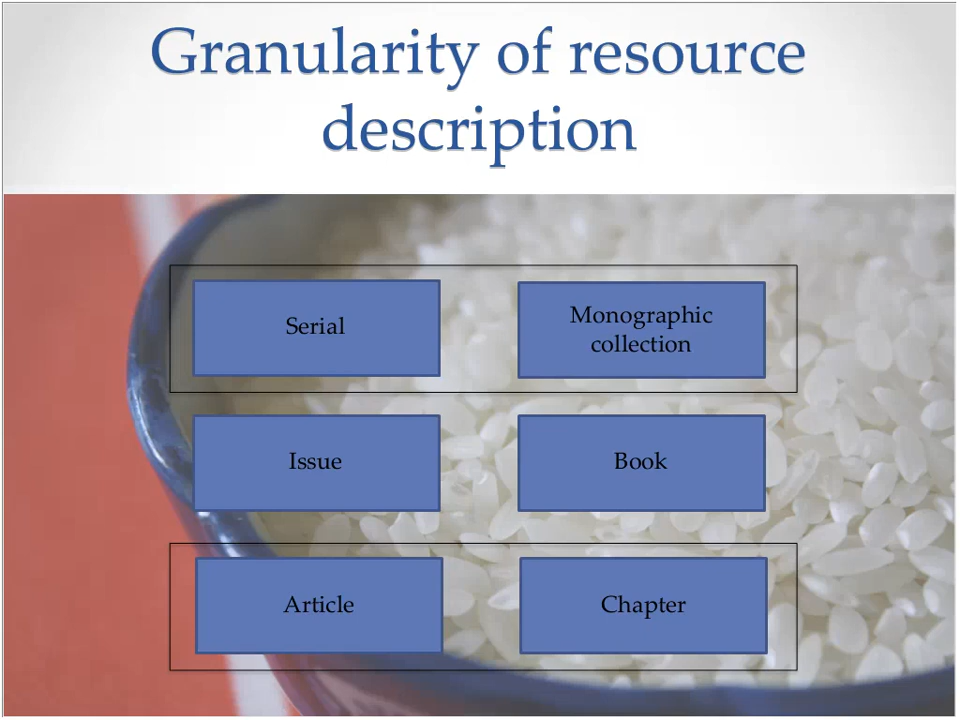 Granularity of resource
description
Serial
Monographic
collection
Issue
Book
Article
Chapter